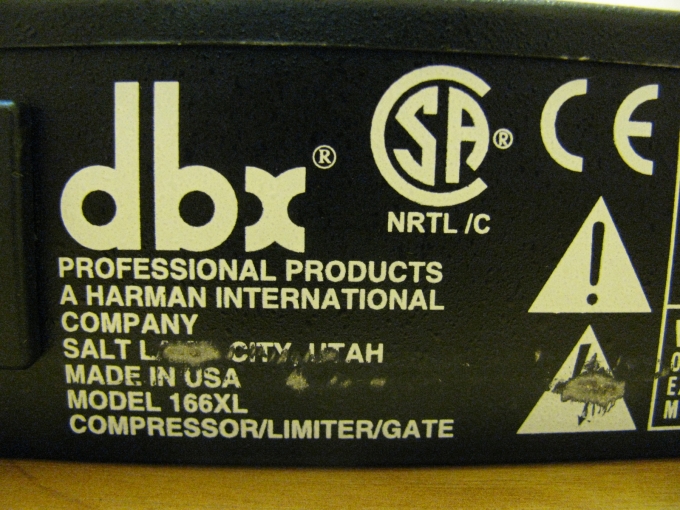 dbx®
PROFESSIONAL PRODUCTS
A HARMAN INTERNATIONAL
COMPANY
SALT CITY, UTAH
MADE IN USA
MODEL 166XL
COMPRESSOR/LIMITER/GATE
CSA®
NRTL /C
CE
!